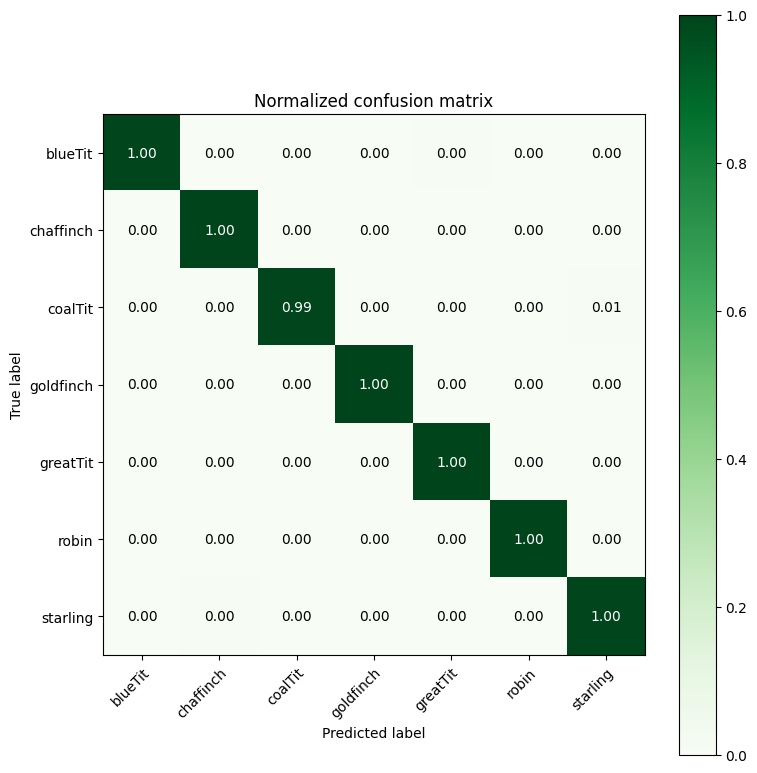 Normalized confusion matrix
True label
blueTit 1.00 0.00 0.00 0.00 0.00 0.00 0.00
chaffinch 0.00 1.00 0.00 0.00 0.00 0.00 0.00
coalTit 0.00 0.00 0.99 0.00 0.00 0.00 0.01
goldfinch 0.00 0.00 0.00 1.00 0.00 0.00 0.00
greatTit 0.00 0.00 0.00 0.00 1.00 0.00 0.00
robin 0.00 0.00 0.00 0.00 0.00 1.00 0.00
starling 0.00 0.00 0.00 0.00 0.00 0.00 1.00
blueTit chaffinch coalTit goldfinch greatTit robin starling
Predicted label
1.0
0.8
0.6
0.4
0.2
0.0